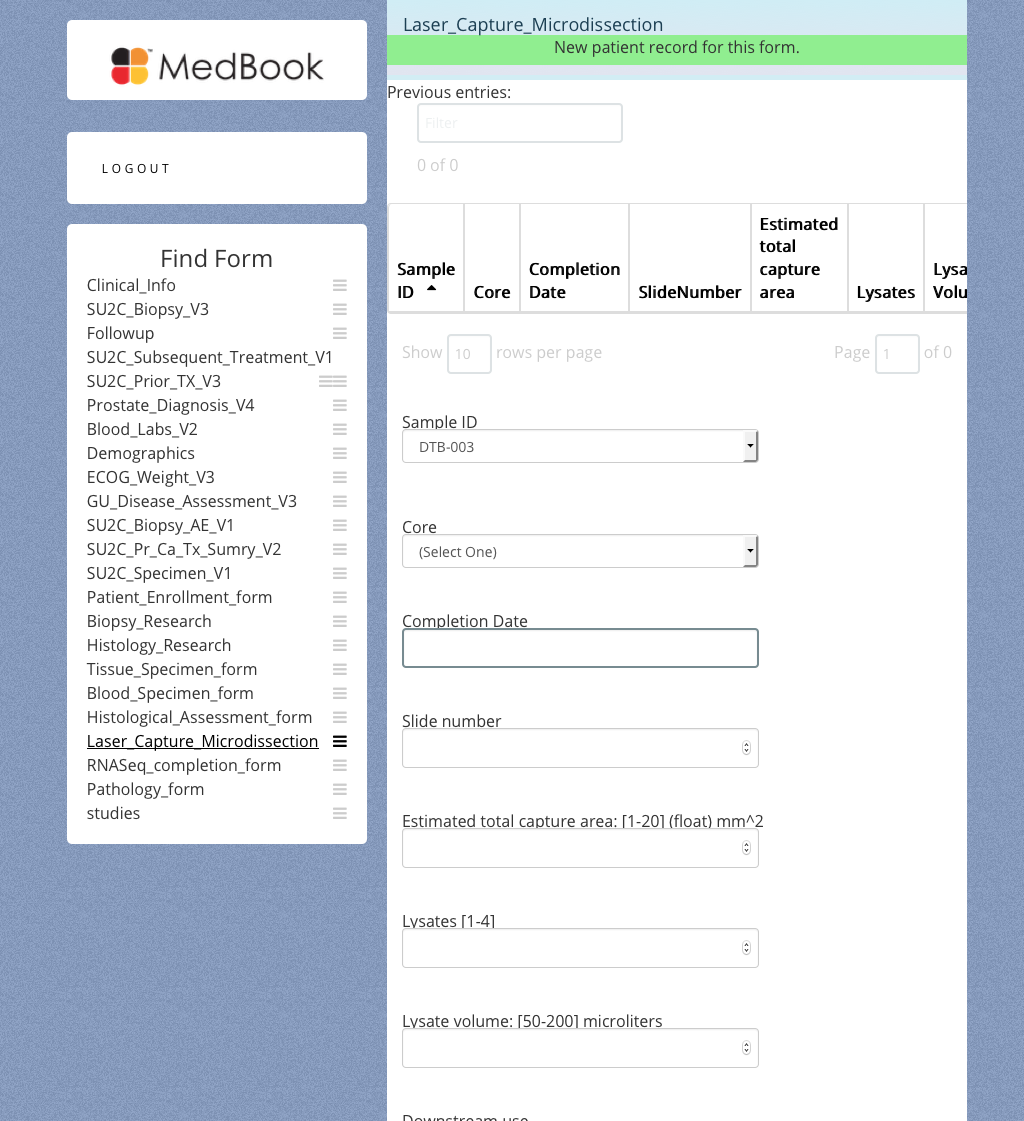 MedBook™
LOGOUT
Find Form
Clinical_Info
SU2C_Biopsy_V3
Followup
SU2C_Subsequent_Treatment_V1
SU2C_Prior_TX_V3
Prostate_Diagnosis_V4
Blood_Labs_V2
Demographics
ECOG_Weight_V3
GU_Disease_Assessment_V3
SU2C_Biopsy_AE_V1
SU2C_Pr_Ca_Tx_Sumry_V2
SU2C_Specimen_V1
Patient_Enrollment_form
Biopsy_Research
Histology_Research
Tissue_Specimen_form
Blood_Specimen_form
Histological_Assessment_form
Laser_Capture_Microdissection
RNASeq_completion_form
Pathology_form
studies
Laser_Capture_Microdissection
New patient record for this form.
Previous entries:
Filter
0 of 0
Sample ID
Core
Completion Date
SlideNumber
Estimated total capture area
Lysates
Lysa
Volu
Show 10 rows per page
Page 1 of 0
Sample ID
DTB-003
Core
(Select One)
Completion Date
Slide number
Estimated total capture area: [1-20] (float) mm^2
Lysates [1-4]
Lysate volume: [50-200] microliters
Downstream use